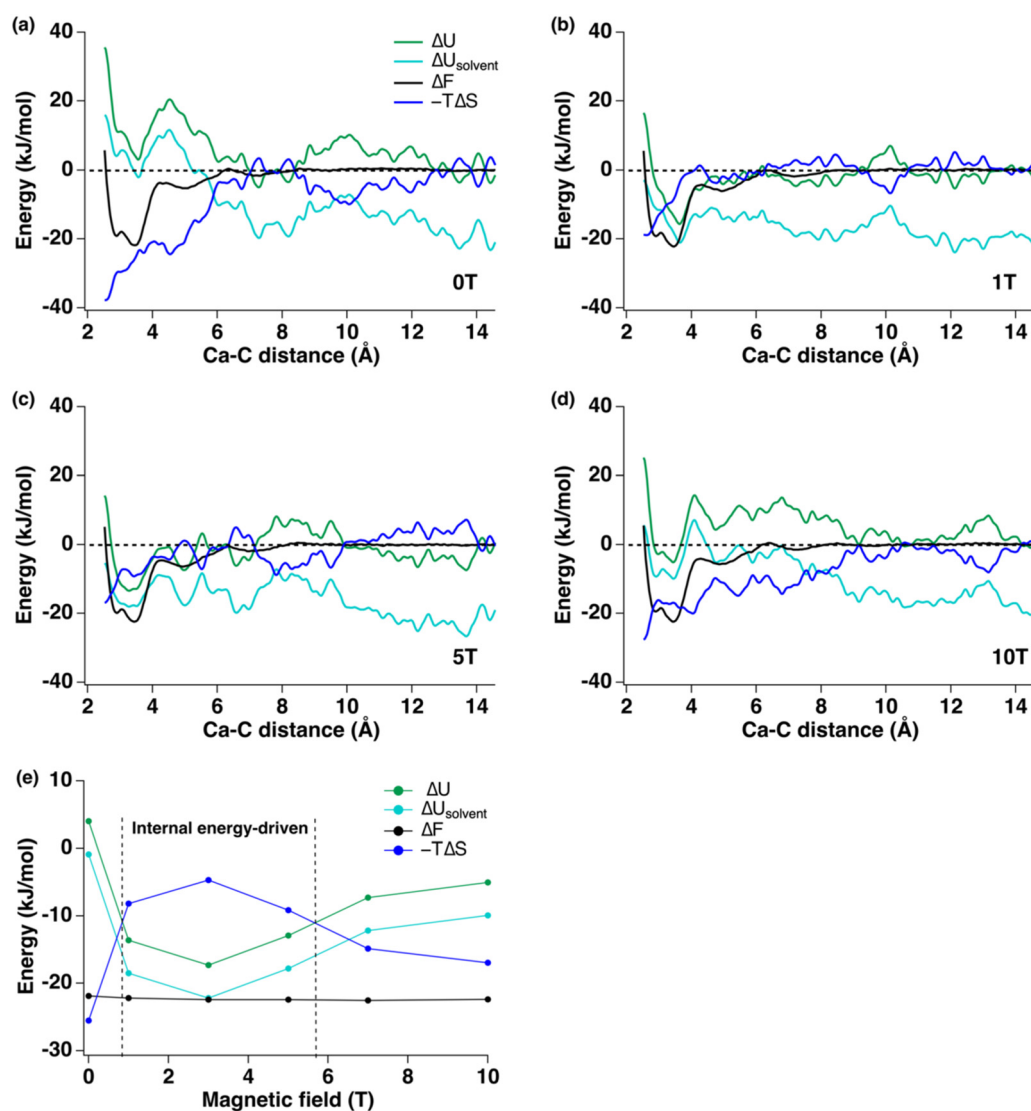 (a)
40
20
0
-20
-40
Energy (kJ/mol)
ΔU
ΔUsolvent
ΔF
–TΔS
0T
2 4 6 8 10 12 14
Ca-C distance (Å)
(b)
40
20
0
-20
-40
Energy (kJ/mol)
1T
2 4 6 8 10 12 14
Ca-C distance (Å)
(c)
40
20
0
-20
-40
Energy (kJ/mol)
5T
2 4 6 8 10 12 14
Ca-C distance (Å)
(d)
40
20
0
-20
-40
Energy (kJ/mol)
10T
2 4 6 8 10 12 14
Ca-C distance (Å)
(e)
10
0
-10
-20
-30
Energy (kJ/mol)
Internal energy-driven
ΔU
ΔUsolvent
ΔF
–TΔS
0 2 4 6 8 10
Magnetic field (T)